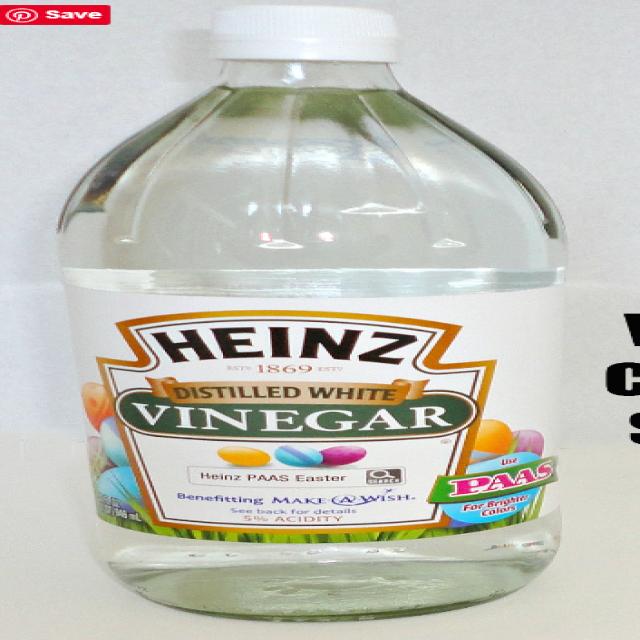 Save
HEINZ
ESTD 1869 ESTD
DISTILLED WHITE
VINEGAR
Heinz PAAS Easter
SEARCH
Benefitting MAKE·A·WISH.
See back for details
5% ACIDITY
Use
PAAS
For Brighter
Colors